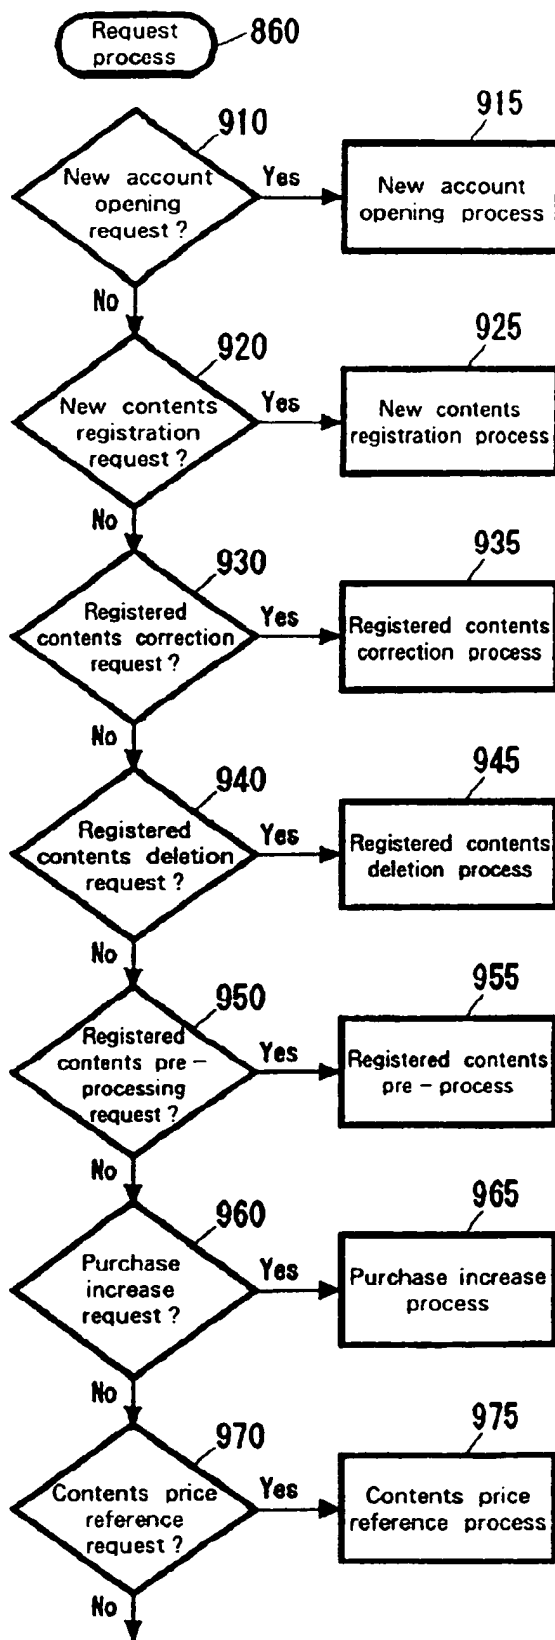 Request
process
860
910
New account
opening
request ?
Yes
915
New account
opening process
No
920
New contents
registration
request ?
Yes
925
New contents
registration process
No
930
Registered
contents correction
request ?
Yes
935
Registered contents
correction process
No
940
Registered
contents deletion
request ?
Yes
945
Registered contents
deletion process
No
950
Registered
contents pre –
processing
request ?
Yes
955
Registered contents
pre – process
No
960
Purchase
increase
request ?
Yes
965
Purchase increase
process
No
970
Contents price
reference
request ?
Yes
975
Contents price
reference process
No